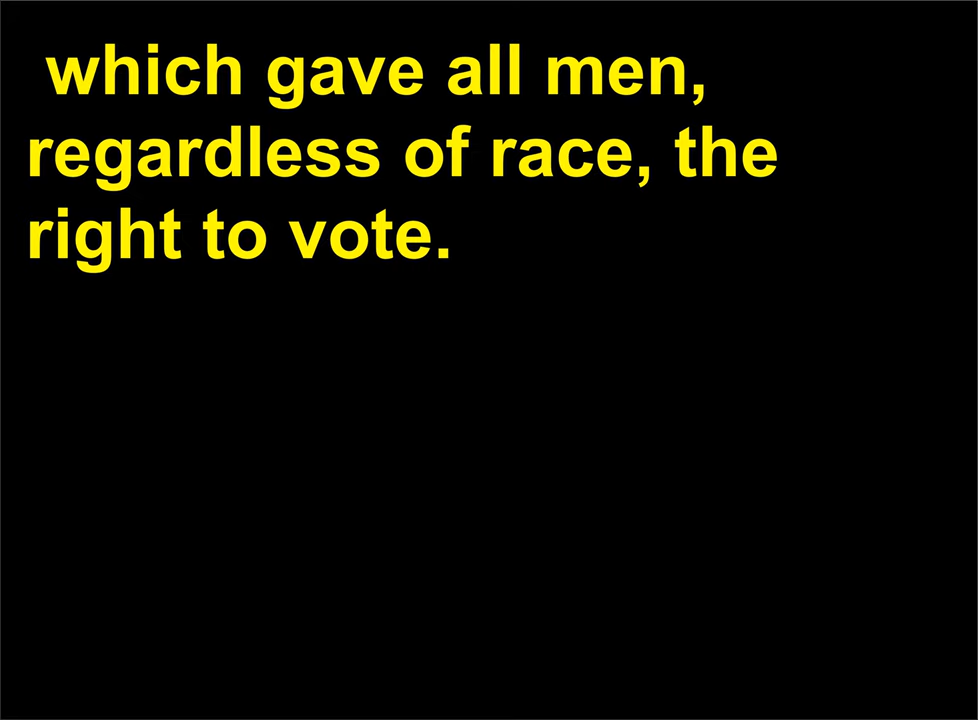 which gave all men,
regardless of race, the
right to vote.